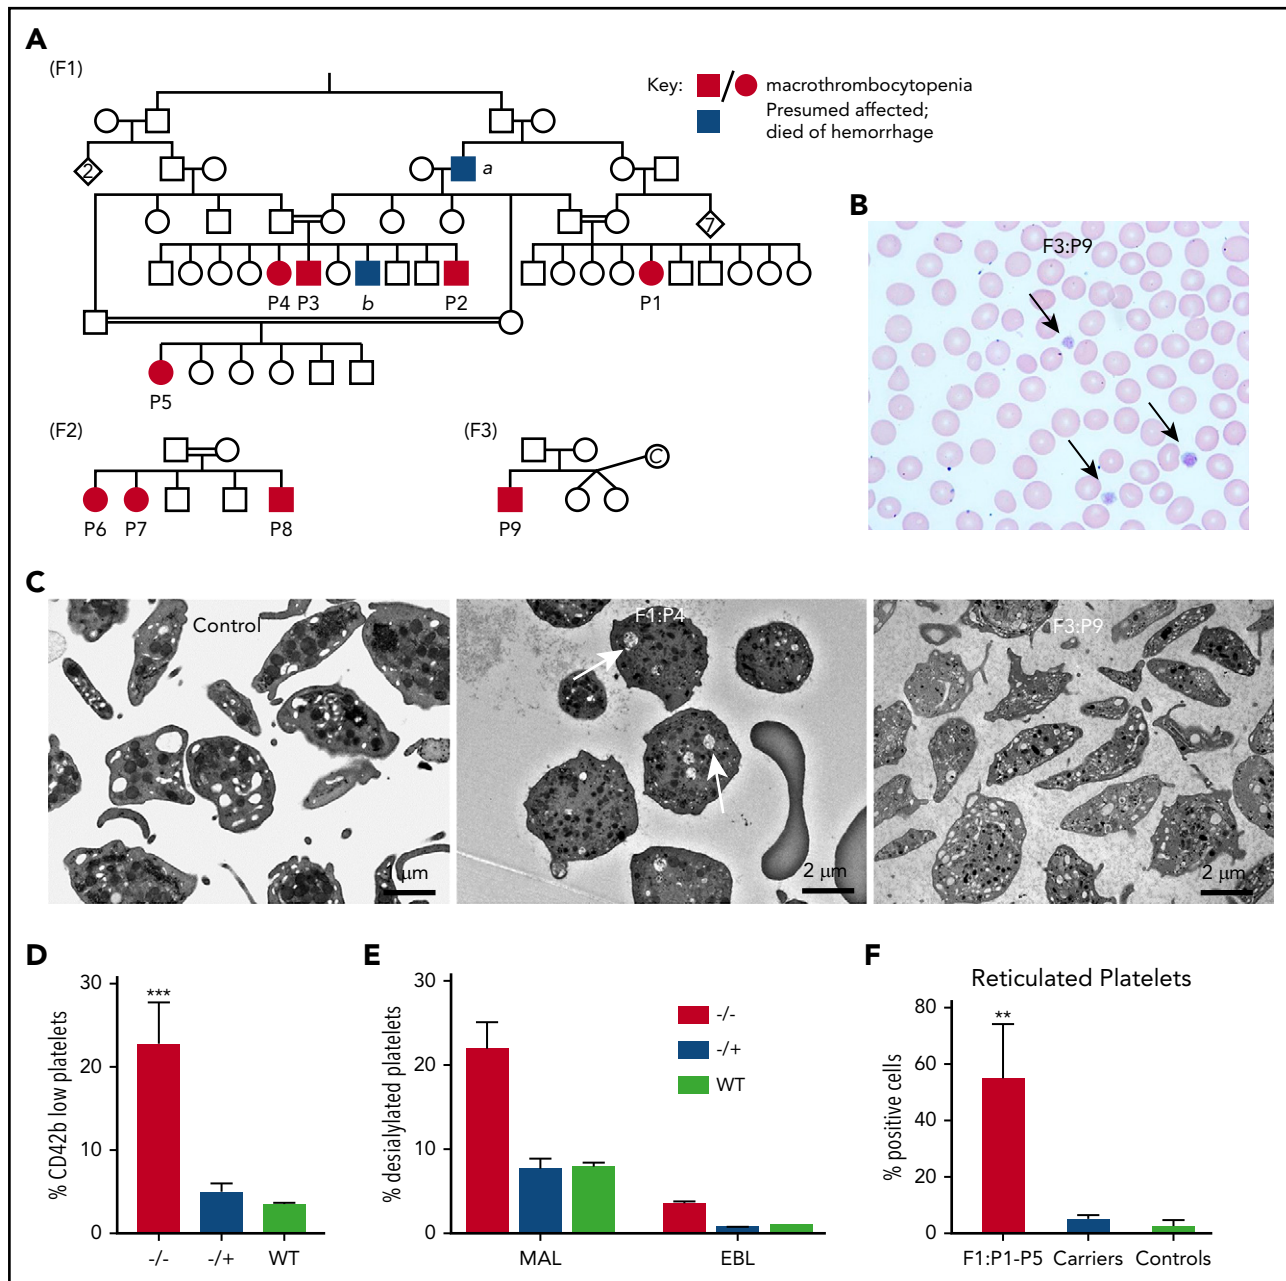 A
(F1)
Key:
/
macrothrombocytopenia
Presumed affected;
died of hemorrhage
2
a
7
P4
P3
b
P2
P1
P5
(F2)
P6
P7
P8
(F3)
C
P9
B
F3:P9
C
Control
1 μm
F1:P4
2 μm
F3:P9
2 μm
D
% CD42b low platelets
30
20
10
0
***
-/-
-/+
WT
E
% desialylated platelets
30
20
10
0
MAL
EBL
-/-
-/+
WT
F
Reticulated Platelets
% positive cells
80
60
40
20
0
**
F1:P1-P5
Carriers
Controls